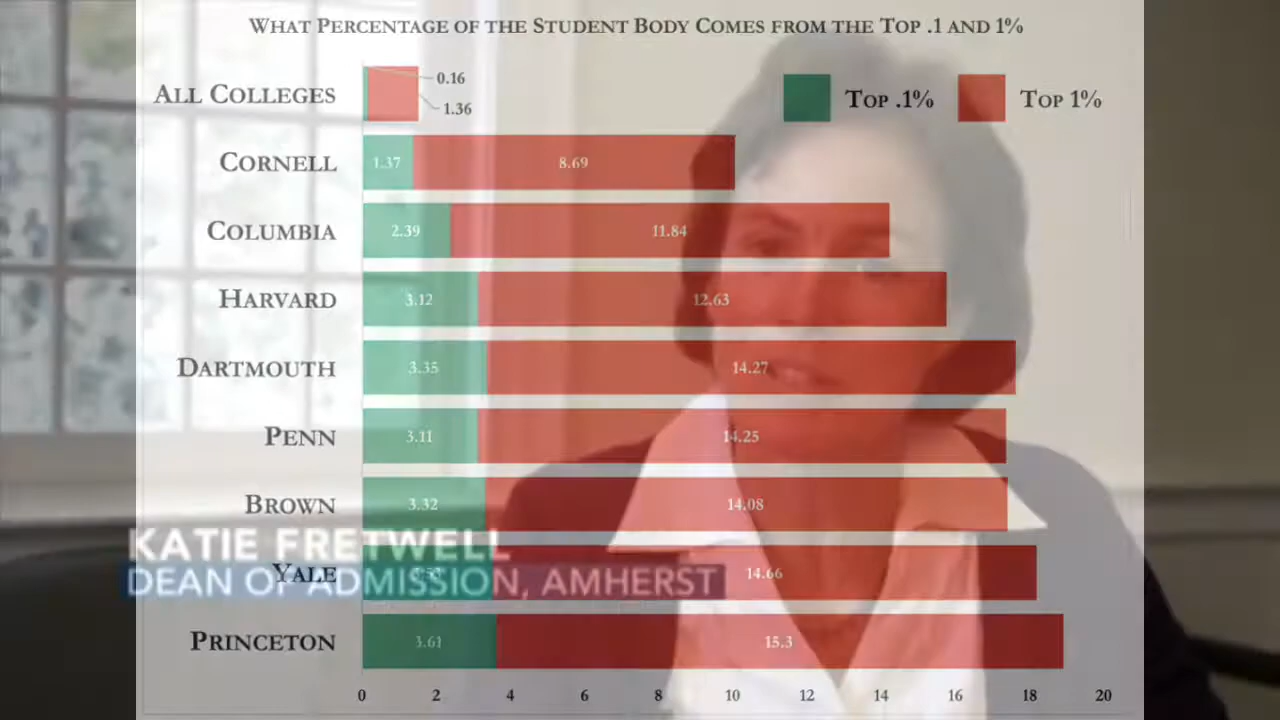 WHAT PERCENTAGE OF THE STUDENT BODY COMES FROM THE TOP .1 AND 1%
ALL COLLEGES 0.16 1.36
TOP .1% TOP 1%
CORNELL 1.37 8.69
COLUMBIA 2.39 11.84
HARVARD 3.12 12.63
DARTMOUTH 3.35 14.27
PENN 3.11 14.25
BROWN 3.32 14.08
KATIE FRETWELL
DEAN OF ADMISSION, AMHERST
YALE 14.66
PRINCETON 3.61 15.3
0 2 4 6 8 10 12 14 16 18 20